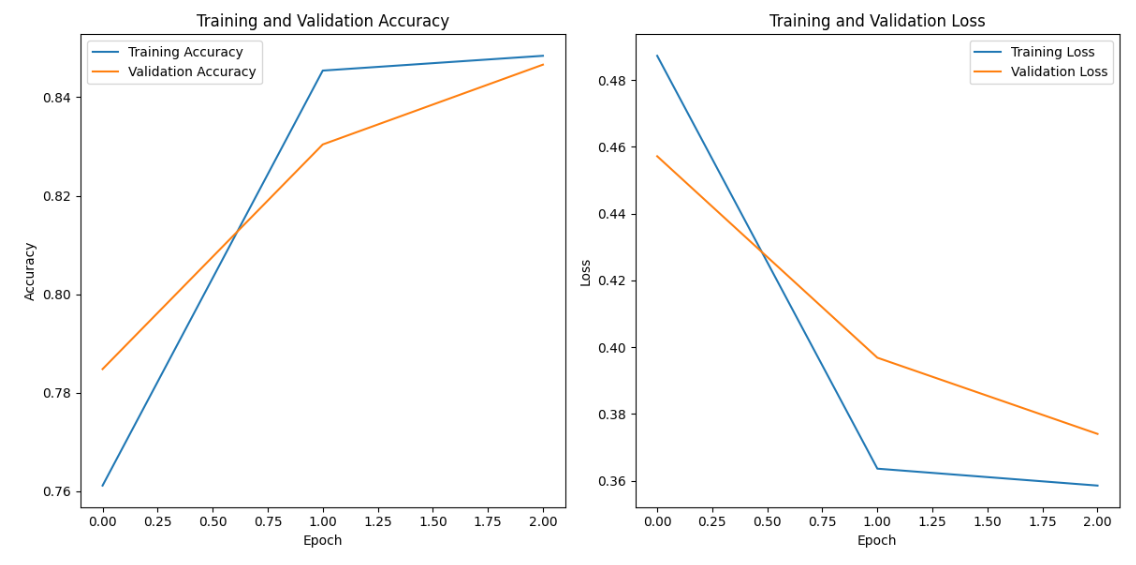 Training and Validation Accuracy
Training Accuracy
Validation Accuracy
0.84
0.82
0.80
0.78
0.76
Accuracy
0.00 0.25 0.50 0.75 1.00 1.25 1.50 1.75 2.00
Epoch
Training and Validation Loss
Training Loss
Validation Loss
0.48
0.46
0.44
0.42
0.40
0.38
0.36
Loss
0.00 0.25 0.50 0.75 1.00 1.25 1.50 1.75 2.00
Epoch